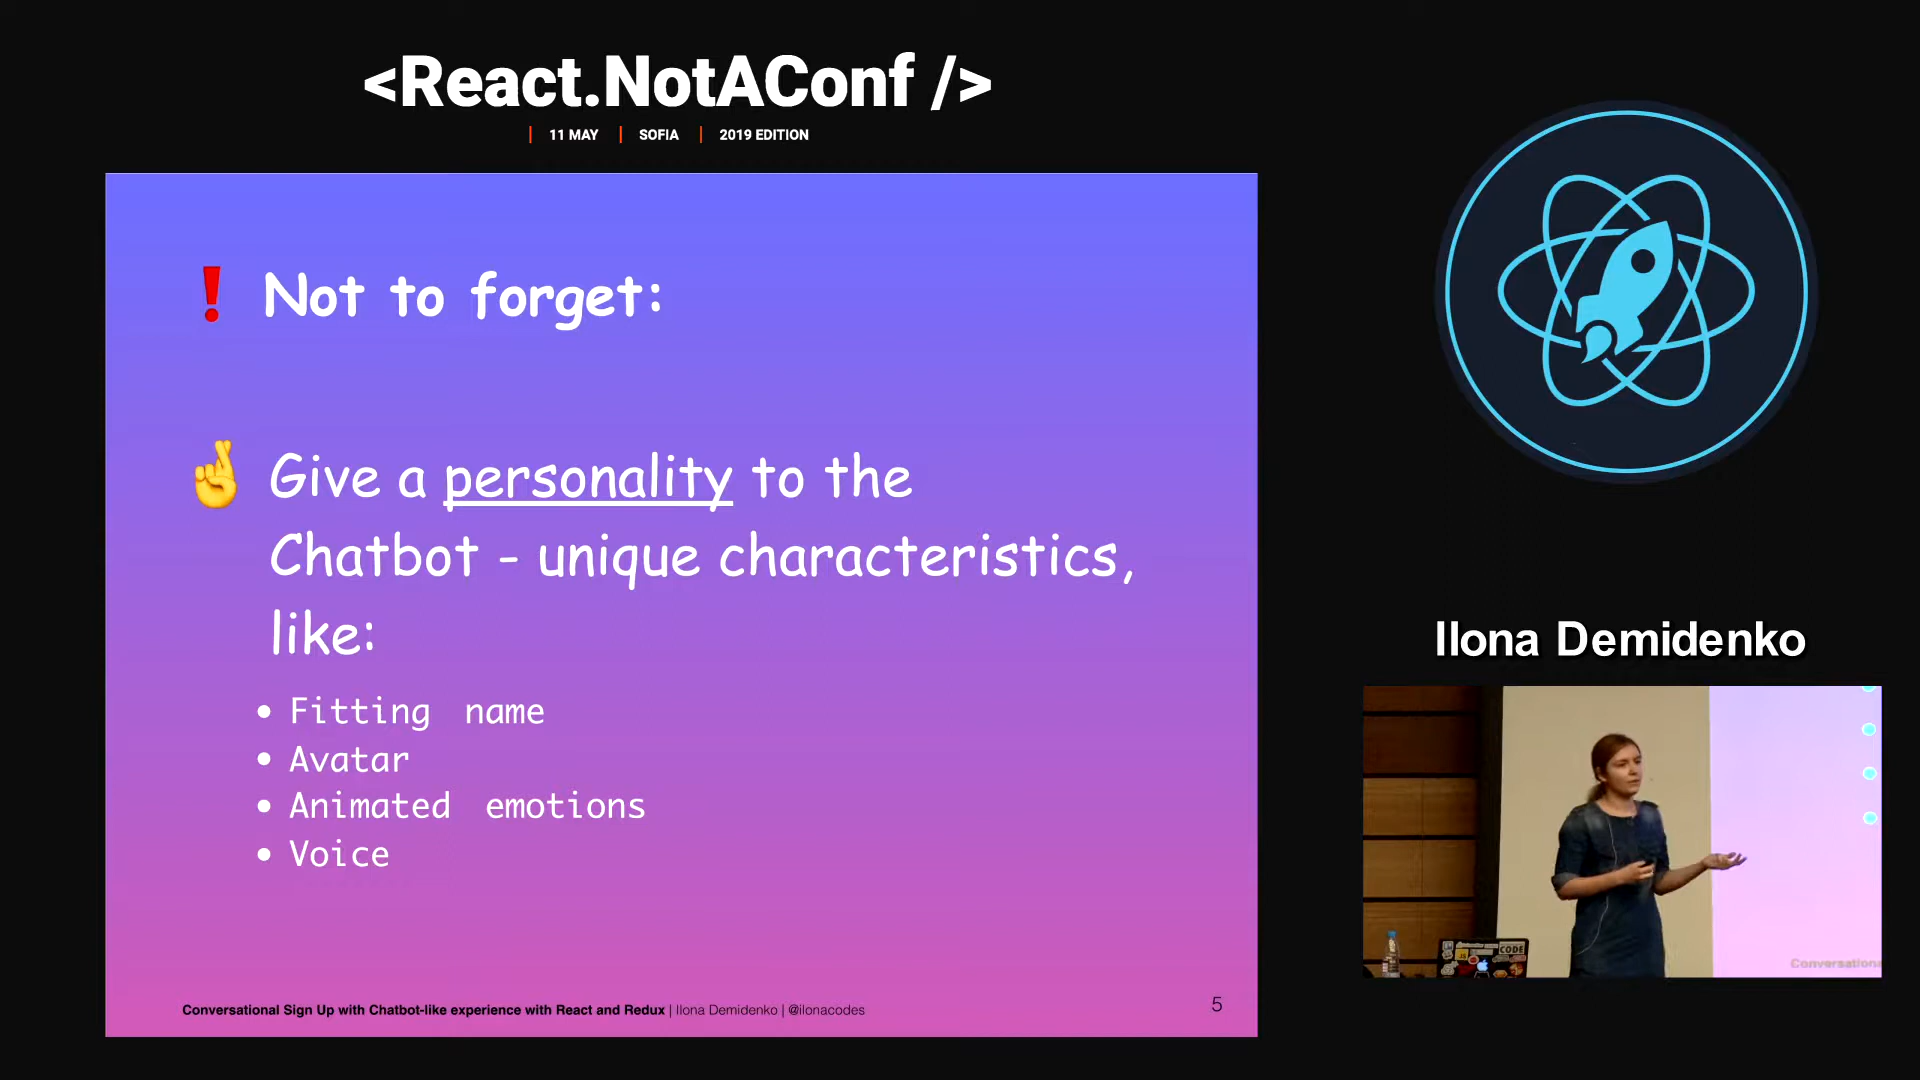 <React.NotAConf />
11 MAY | SOFIA | 2019 EDITION
❗ Not to forget:
🤞 Give a personality to the
Chatbot - unique characteristics,
like:
• Fitting name
• Avatar
• Animated emotions
• Voice
Conversational Sign Up with Chatbot-like experience with React and Redux | Ilona Demidenko | @ilonacodes
5
Ilona Demidenko
CODE
Conversationa